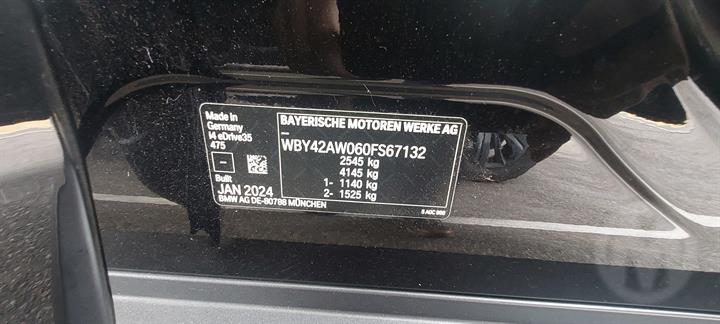 Made in
Germany
I4 eDrive35
475
–
Built
JAN 2024
BMW AG DE-80788 MÜNCHEN
BAYERISCHE MOTOREN WERKE AG
–
WBY42AW060FS67132
2545 kg
4145 kg
1- 1140 kg
2- 1525 kg